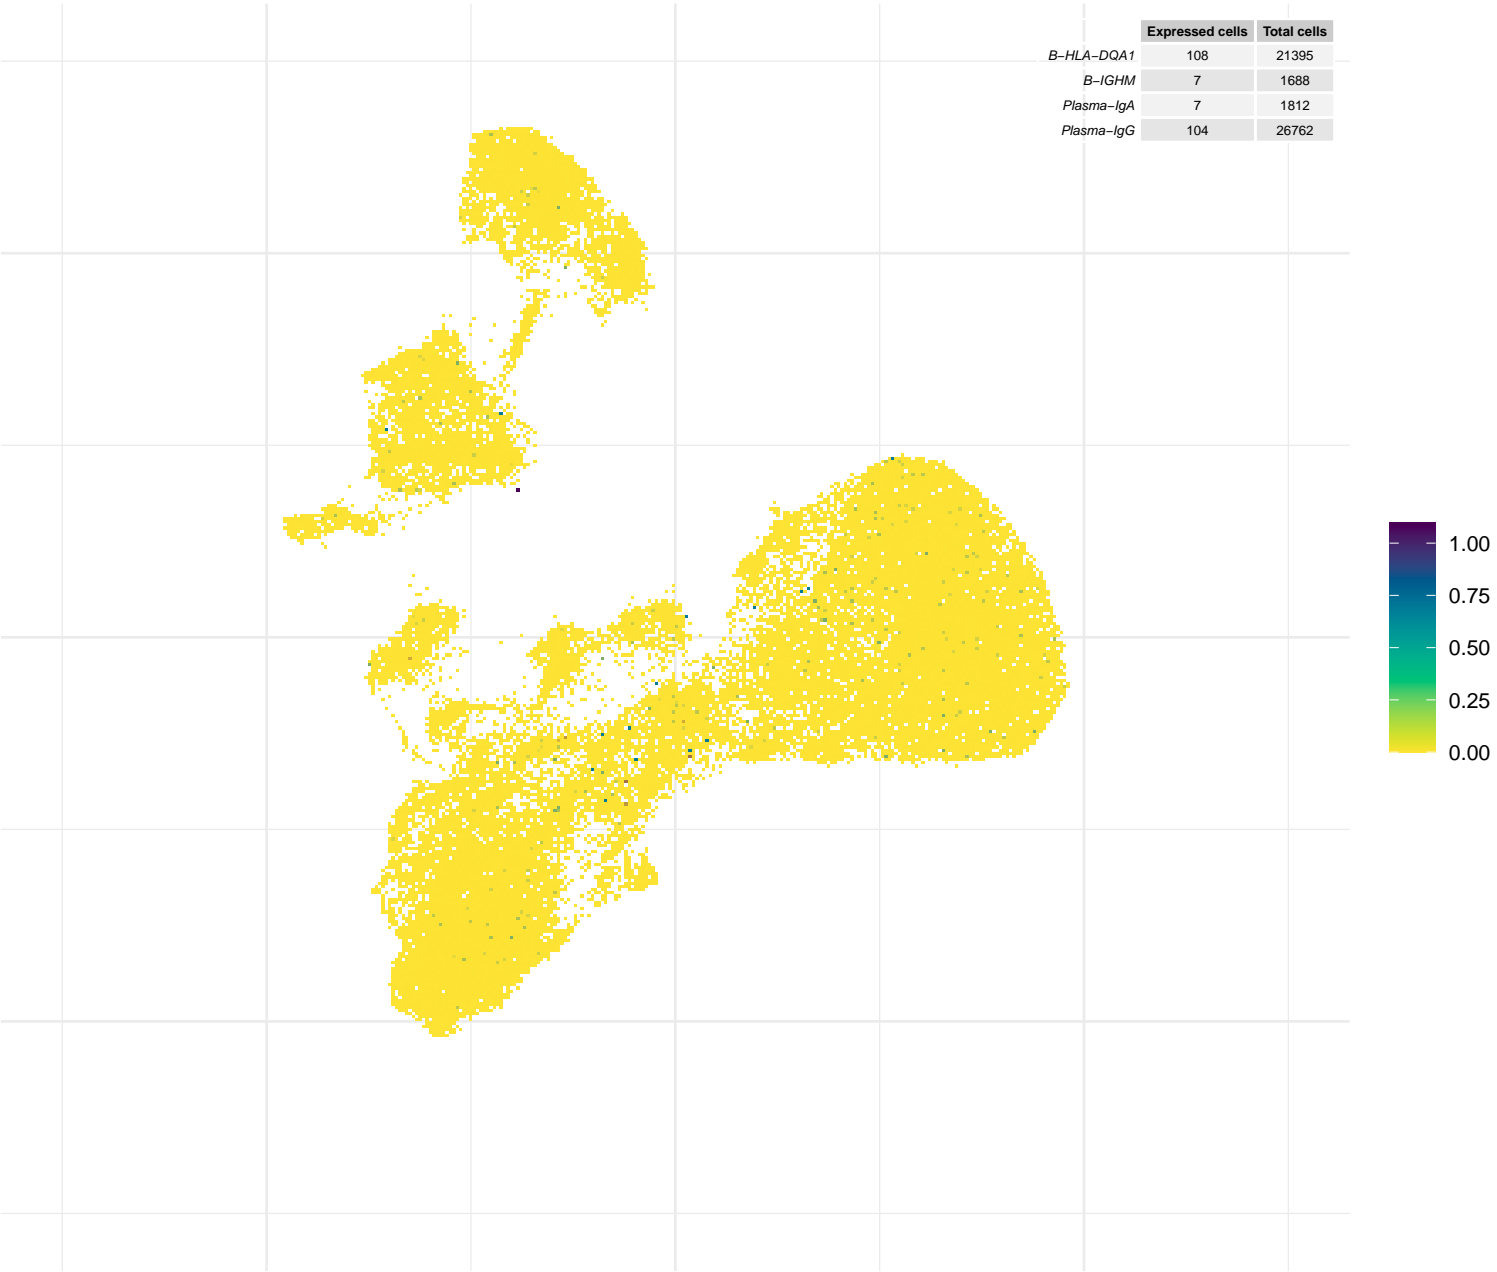 Expressed cells Total cells
B−HLA−DQA1 108 21395
B−IGHM 7 1688
Plasma−IgA 7 1812
Plasma−IgG 104 26762
1.00
0.75
0.50
0.25
0.00